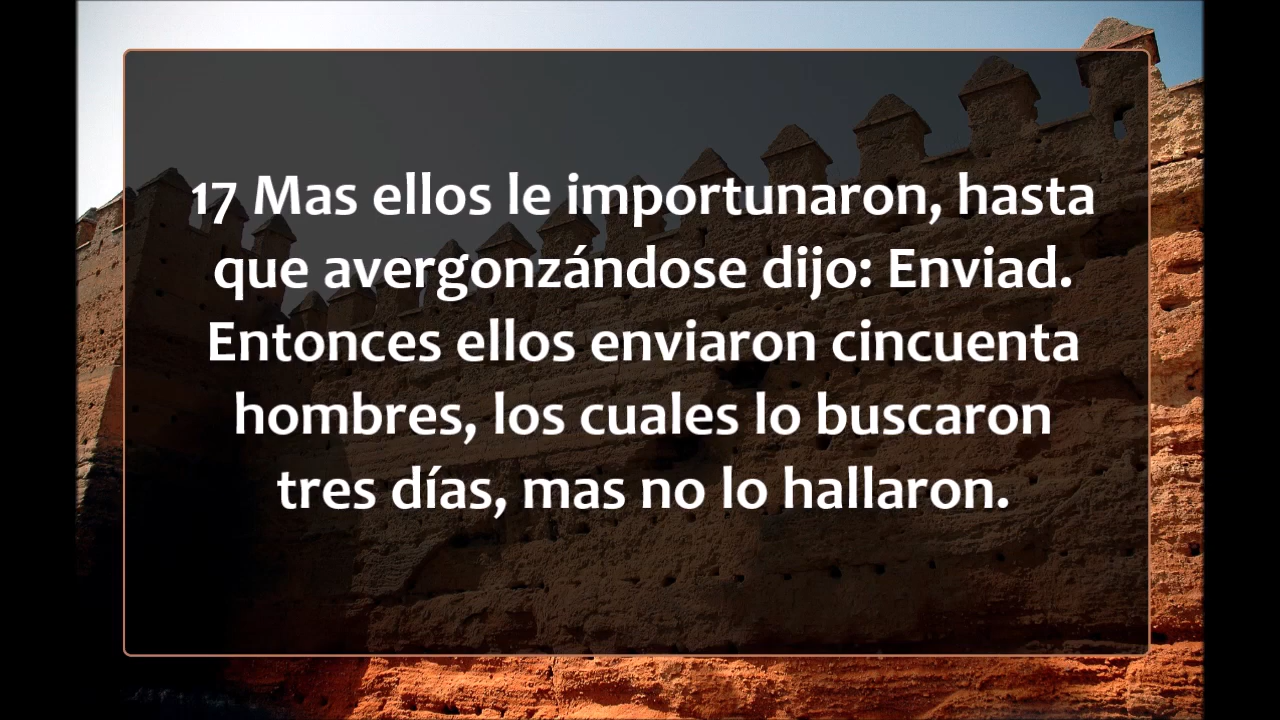 17 Mas ellos le importunaron, hasta
que avergonzándose dijo: Enviad.
Entonces ellos enviaron cincuenta
hombres, los cuales lo buscaron
tres días, mas no lo hallaron.